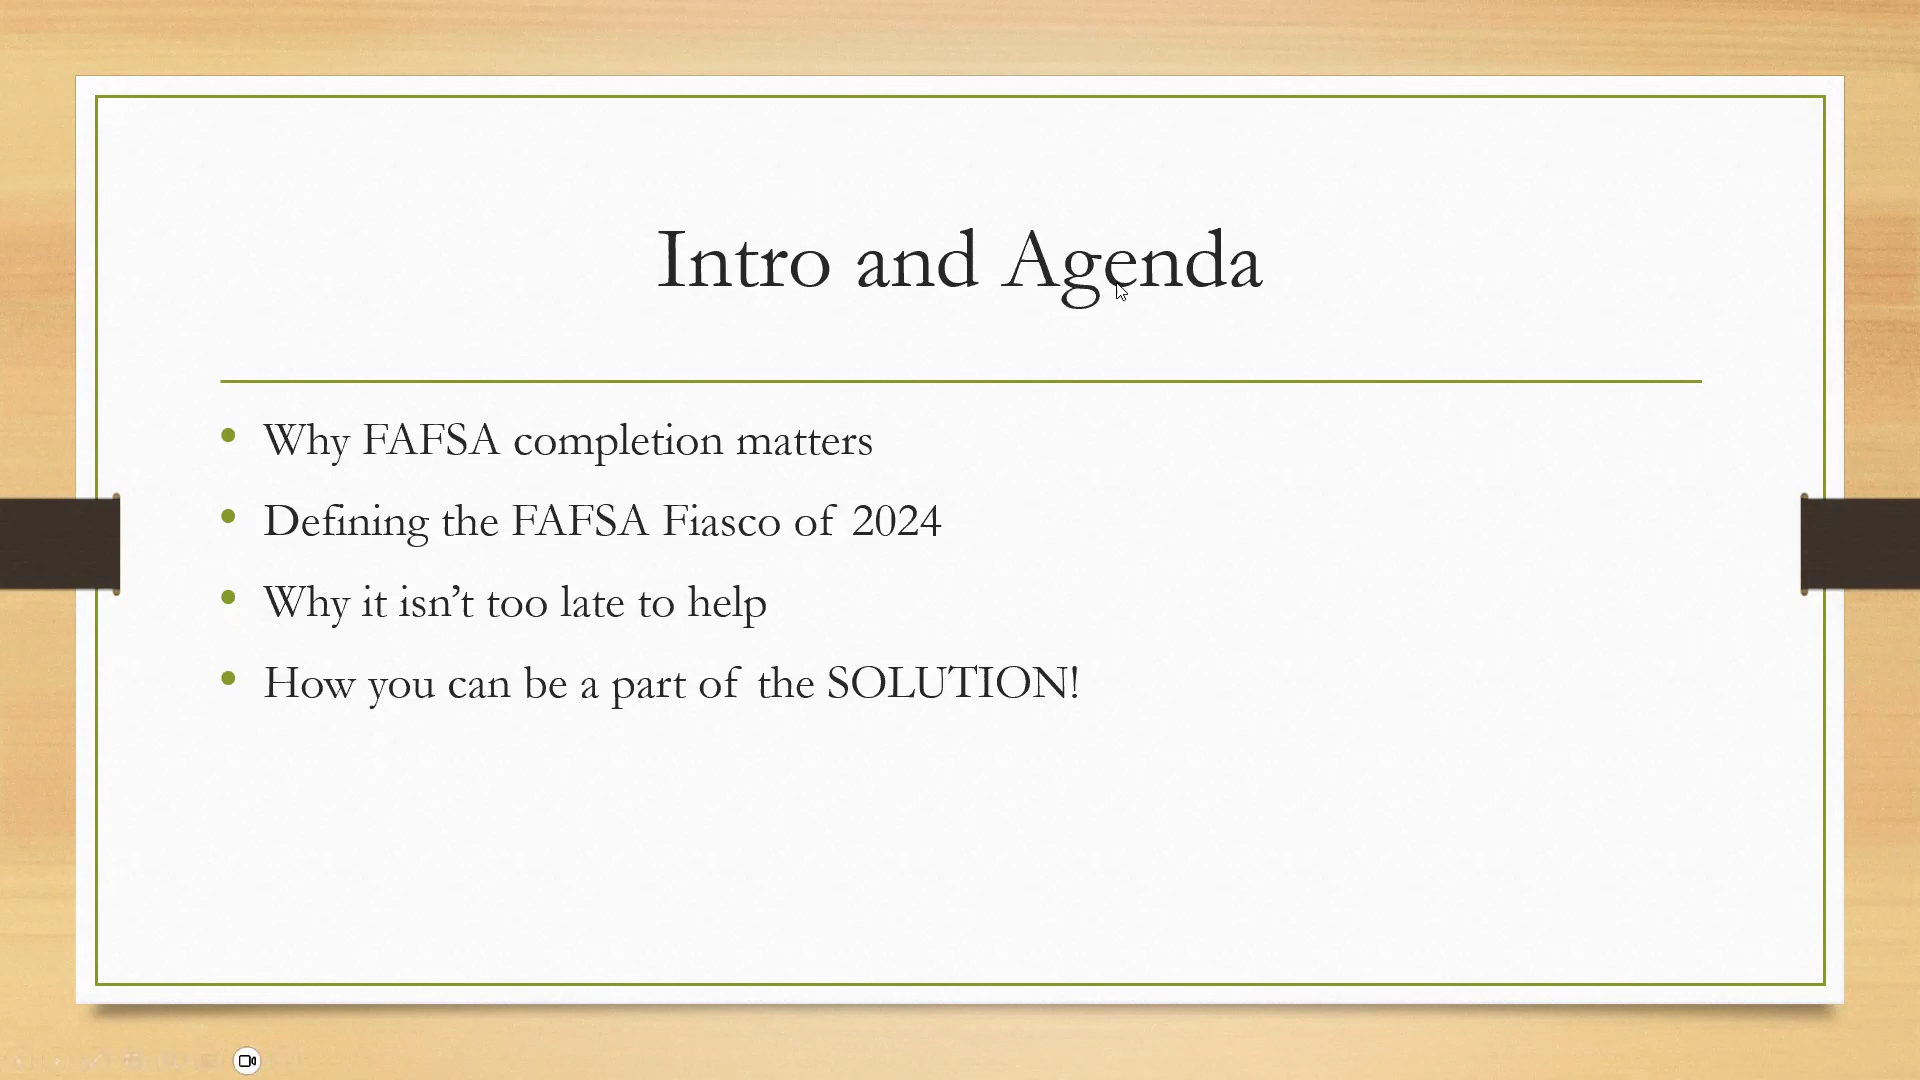 Intro and Agenda
Why FAFSA completion matters
Defining the FAFSA Fiasco of 2024
Why it isn’t too late to help
How you can be a part of the SOLUTION!